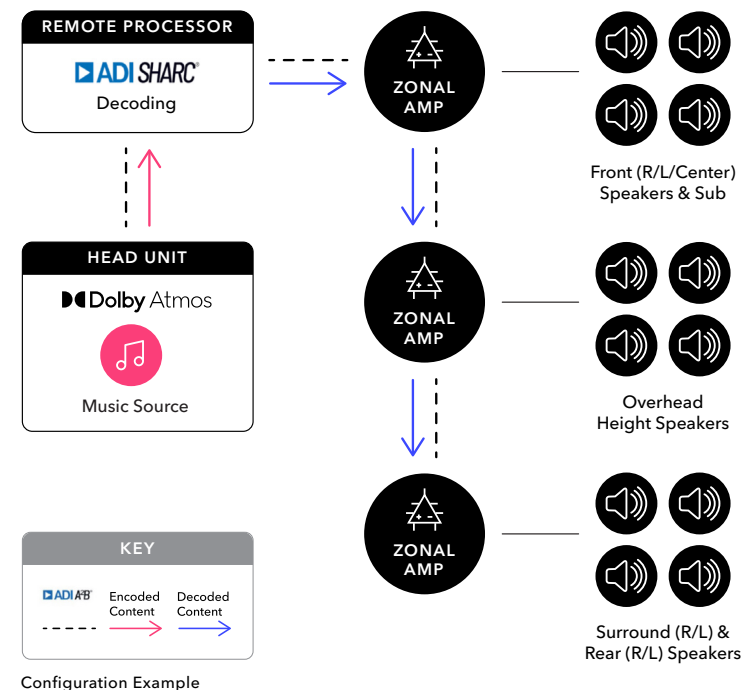 REMOTE PROCESSOR
ADI SHARC®
Decoding
HEAD UNIT
Dolby Atmos
Music Source
ZONAL
AMP
Front (R/L/Center)
Speakers & Sub
ZONAL
AMP
Overhead
Height Speakers
ZONAL
AMP
Surround (R/L) &
Rear (R/L) Speakers
KEY
ADI A²B®
Encoded
Content
Decoded
Content
Configuration Example